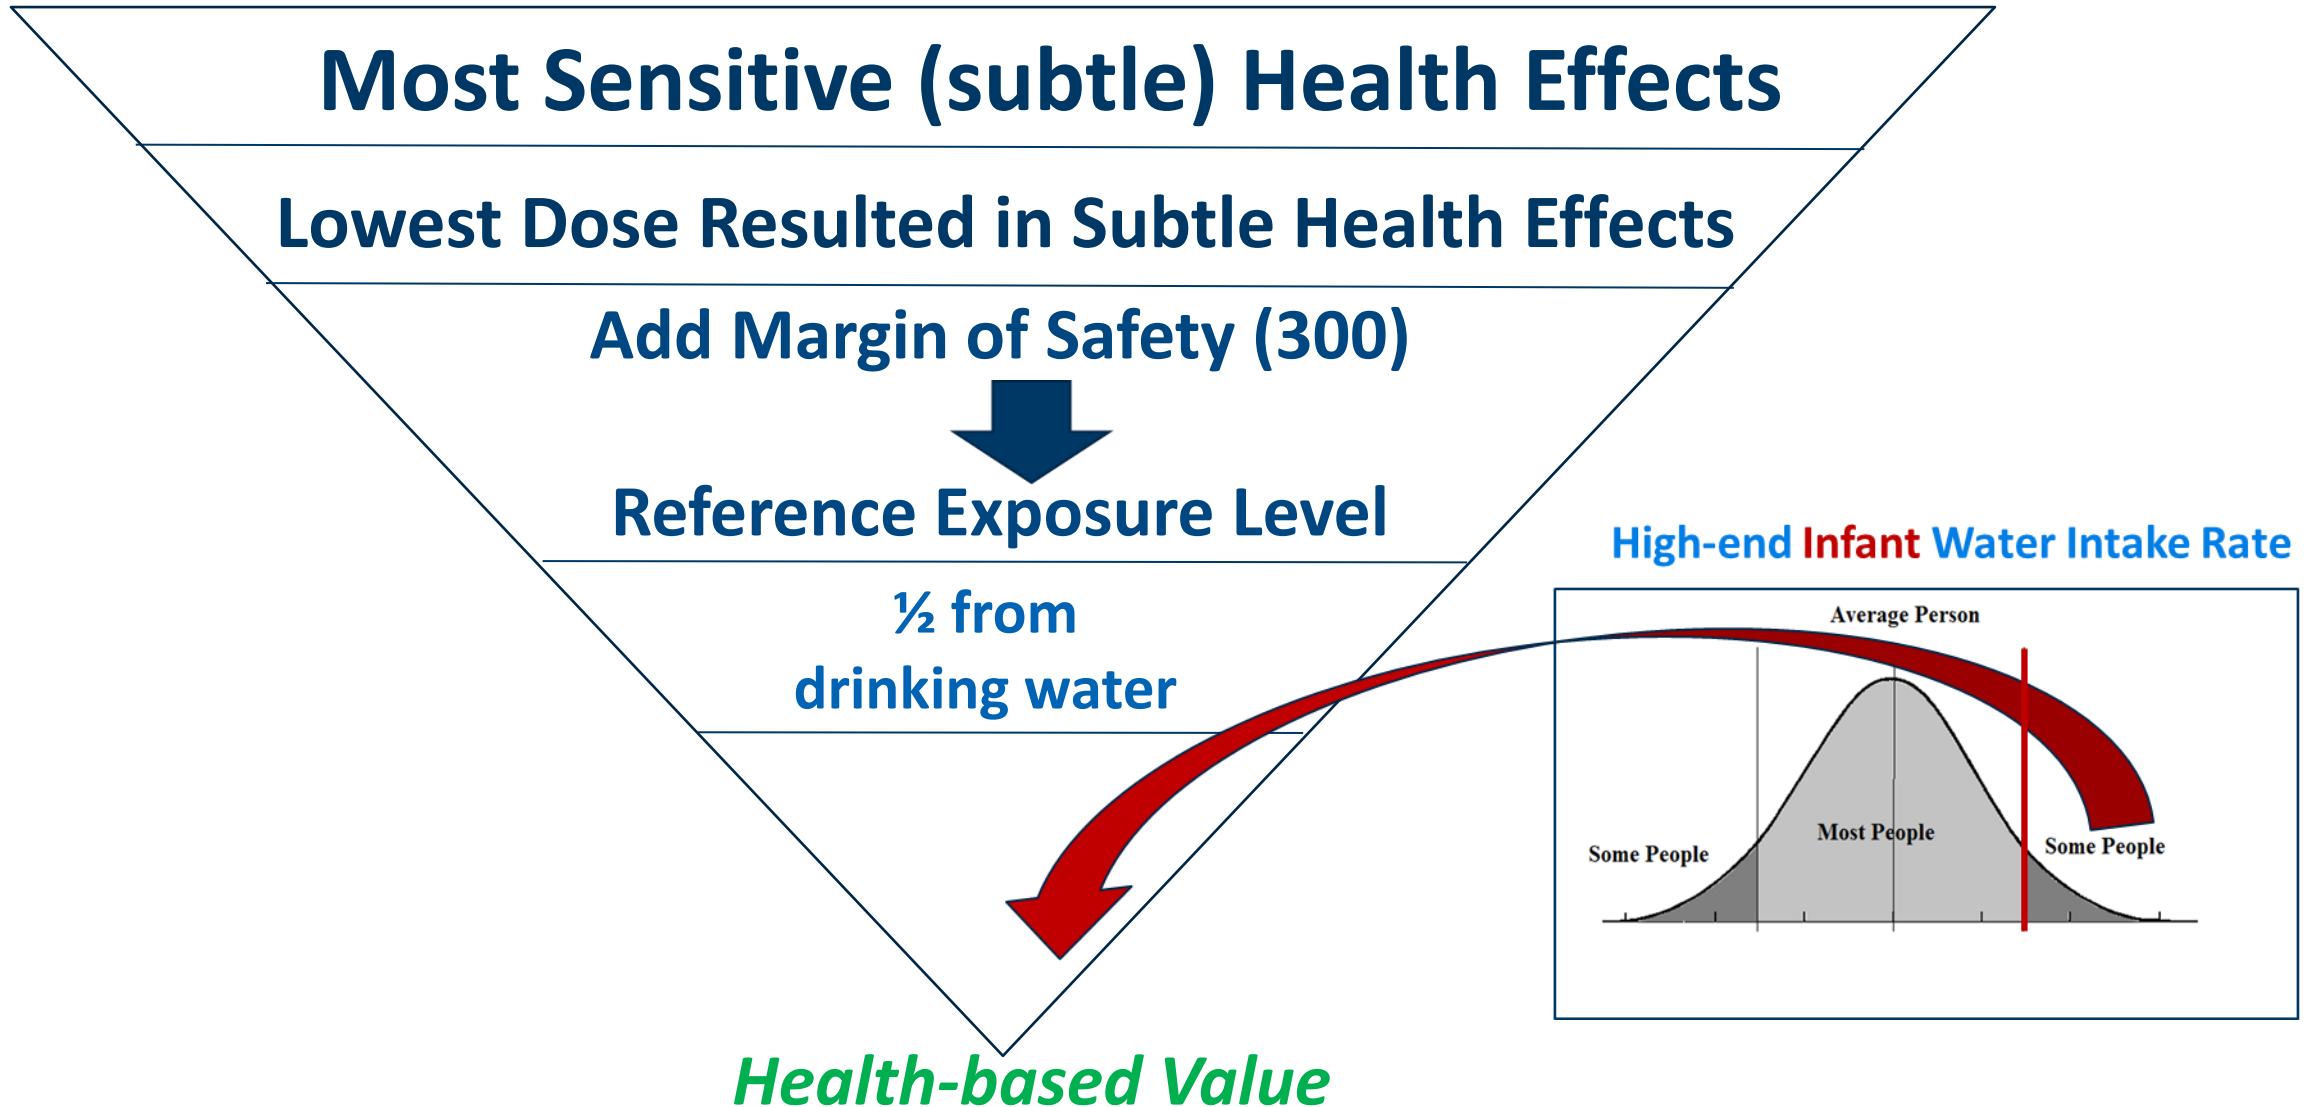 Most Sensitive (subtle) Health Effects
Lowest Dose Resulted in Subtle Health Effects
Add Margin of Safety (300)
Reference Exposure Level
½ from
drinking water
Health-based Value
High-end Infant Water Intake Rate
Average Person
Some People
Most People
Some People